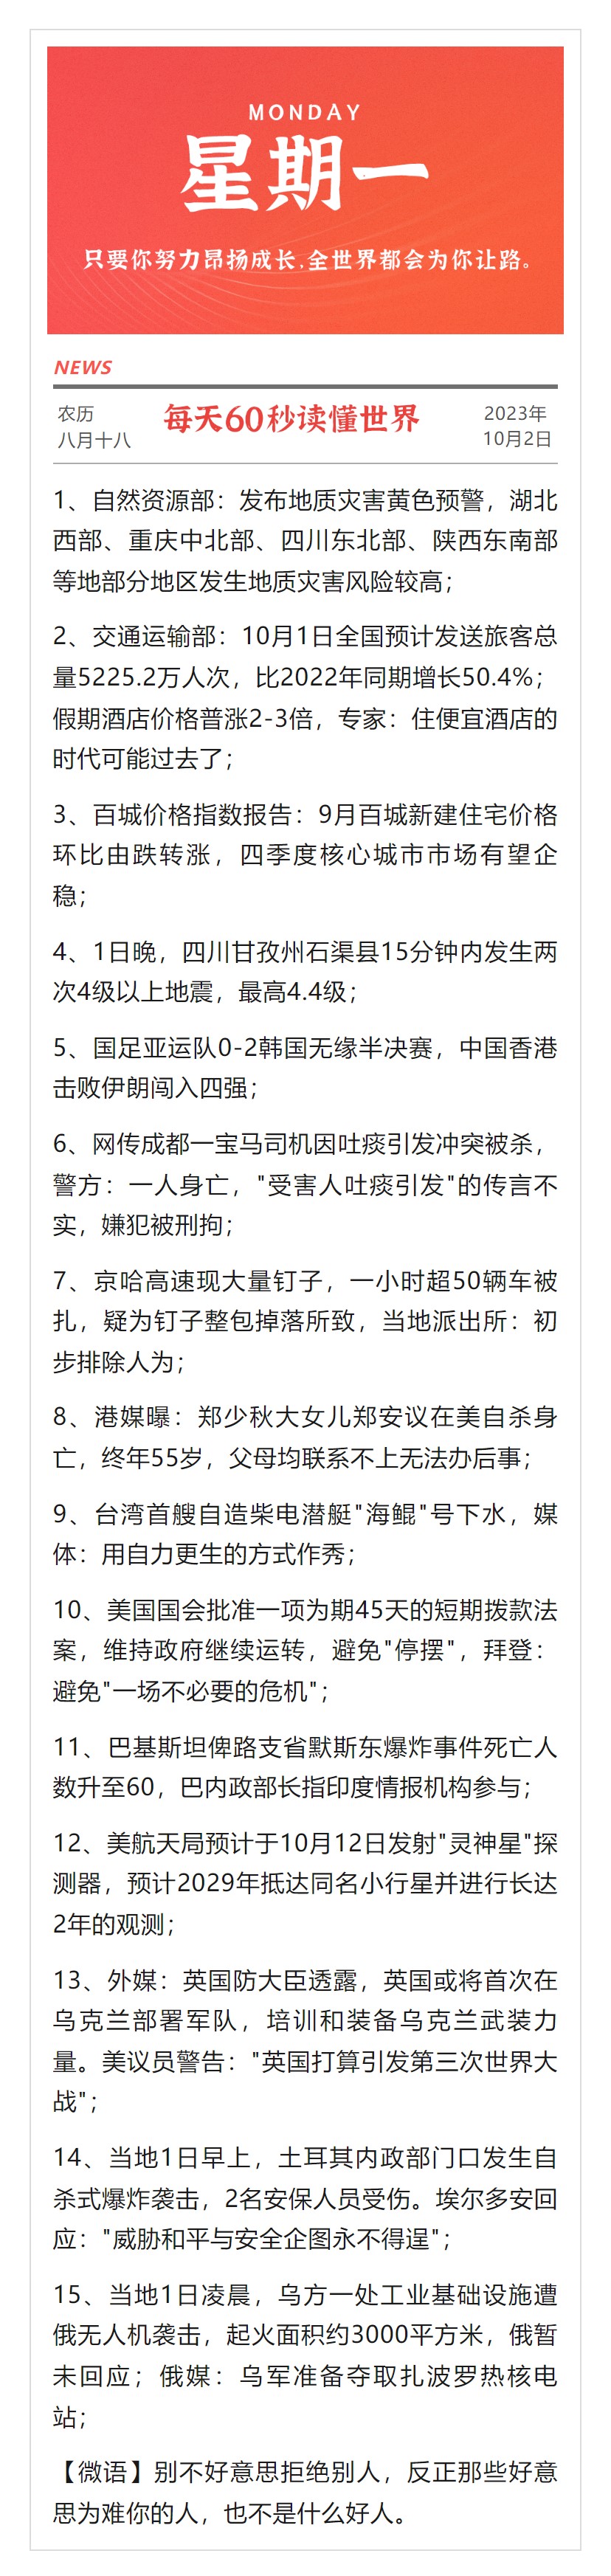 MONDAY
星期一
只要你努力昂扬成长,全世界都会为你让路。
NEWS
农历
八月十八
每天60秒读懂世界
2023年
10月2日
1、自然资源部：发布地质灾害黄色预警，湖北
西部、重庆中北部、四川东北部、陕西东南部
等地部分地区发生地质灾害风险较高；
2、交通运输部：10月1日全国预计发送旅客总
量5225.2万人次，比2022年同期增长50.4%；
假期酒店价格普涨2-3倍，专家：住便宜酒店的
时代可能过去了；
3、百城价格指数报告：9月百城新建住宅价格
环比由跌转涨，四季度核心城市市场有望企
稳；
4、1日晚，四川甘孜州石渠县15分钟内发生两
次4级以上地震，最高4.4级；
5、国足亚运队0-2韩国无缘半决赛，中国香港
击败伊朗闯入四强；
6、网传成都一宝马司机因吐痰引发冲突被杀，
警方：一人身亡，"受害人吐痰引发"的传言不
实，嫌犯被刑拘；
7、京哈高速现大量钉子，一小时超50辆车被
扎，疑为钉子整包掉落所致，当地派出所：初
步排除人为；
8、港媒曝：郑少秋大女儿郑安议在美自杀身
亡，终年55岁，父母均联系不上无法办后事；
9、台湾首艘自造柴电潜艇"海鲲"号下水，媒
体：用自力更生的方式作秀；
10、美国国会批准一项为期45天的短期拨款法
案，维持政府继续运转，避免"停摆"，拜登：
避免"一场不必要的危机"；
11、巴基斯坦俾路支省默斯东爆炸事件死亡人
数升至60，巴内政部长指印度情报机构参与；
12、美航天局预计于10月12日发射"灵神星"探
测器，预计2029年抵达同名小行星并进行长达
2年的观测；
13、外媒：英国防大臣透露，英国或将首次在
乌克兰部署军队，培训和装备乌克兰武装力
量。美议员警告："英国打算引发第三次世界大
战"；
14、当地1日早上，土耳其内政部门口发生自
杀式爆炸袭击，2名安保人员受伤。埃尔多安回
应："威胁和平与安全企图永不得逞"；
15、当地1日凌晨，乌方一处工业基础设施遭
俄无人机袭击，起火面积约3000平方米，俄暂
未回应；俄媒：乌军准备夺取扎波罗热核电
站；
【微语】别不好意思拒绝别人，反正那些好意
思为难你的人，也不是什么好人。